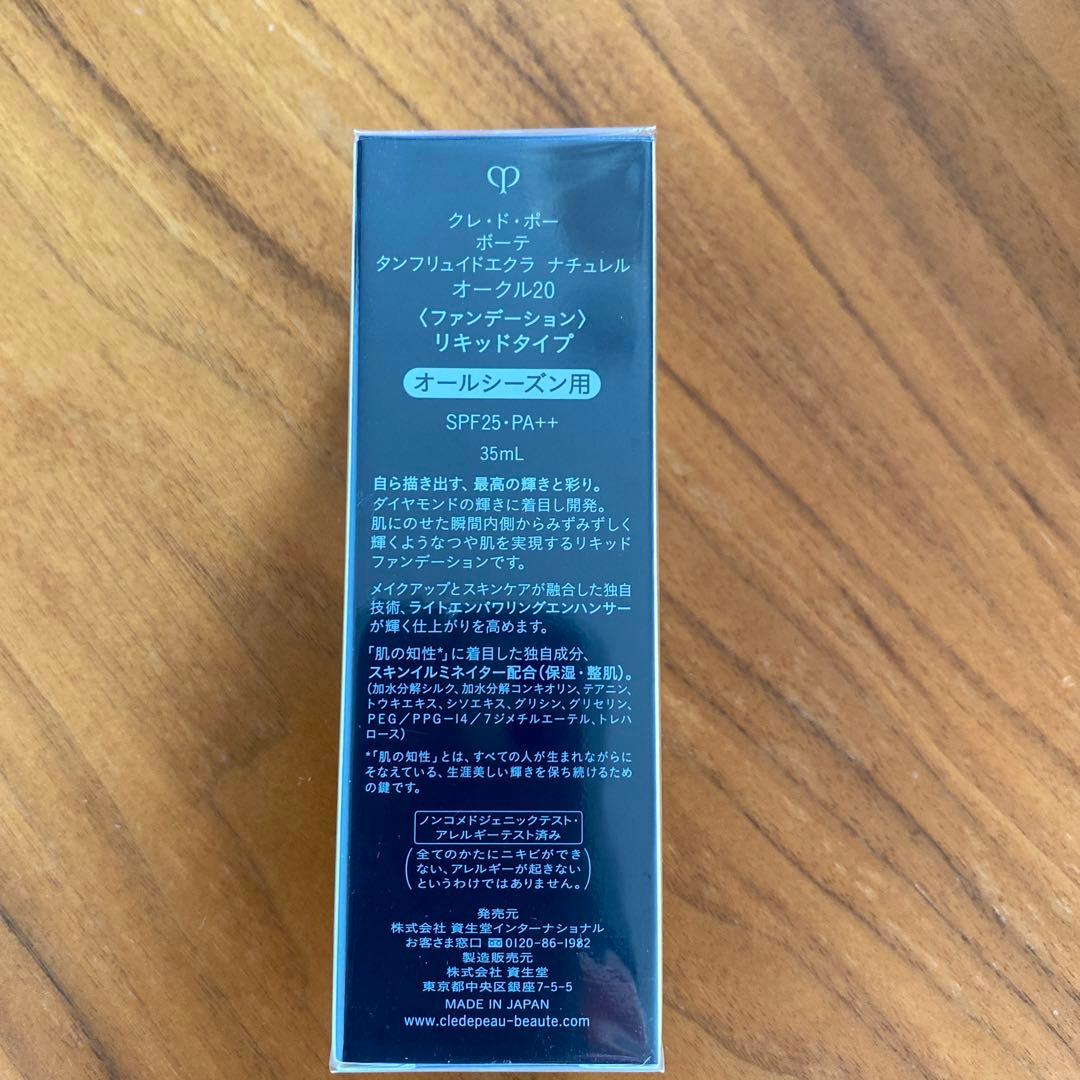 クレ・ド・ポー
ボーテ
タンフリュイドエクラ ナチュレル
オークル20
〈ファンデーション〉
リキッドタイプ
オールシーズン用
SPF25・PA++
35mL
自ら描き出す、最高の輝きと彩り。
ダイヤモンドの輝きに着目し開発。
肌にのせた瞬間内側からみずみずしく
輝くようなつや肌を実現するリキッド
ファンデーションです。
メイクアップとスキンケアが融合した独自
技術、ライトエンパワリングエンハンサー
が輝く仕上がりを高めます。
「肌の知性*」に着目した独自成分、
スキンイルミネイター配合(保湿・整肌)。
(加水分解シルク、加水分解コンキオリン、テアニン、
トウキエキス、シソエキス、グリシン、グリセリン、
PEG/PPG-14/7ジメチルエーテル、トレハ
ロース)
*「肌の知性」とは、すべての人が生まれながらに
そなえている、生涯美しい輝きを保ち続けるため
の鍵です。
ノンコメドジェニックテスト・
アレルギーテスト済み
(全てのかたにニキビができ
ない、アレルギーが起きない
というわけではありません。)
発売元
株式会社 資生堂インターナショナル
お客さま窓口 0120-86-1982
製造販売元
株式会社 資生堂
東京都中央区銀座7-5-5
MADE IN JAPAN
www.cledepeau-beaute.com